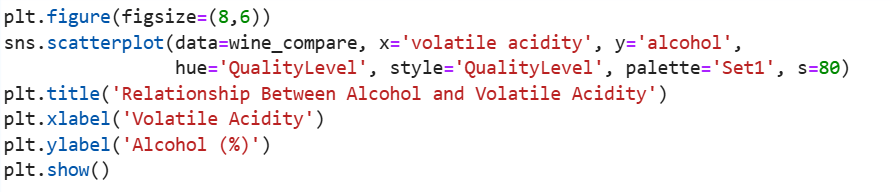 plt.figure(figsize=(8,6))
sns.scatterplot(data=wine_compare, x='volatile acidity', y='alcohol',
                hue='QualityLevel', style='QualityLevel', palette='Set1', s=80)
plt.title('Relationship Between Alcohol and Volatile Acidity')
plt.xlabel('Volatile Acidity')
plt.ylabel('Alcohol (%)')
plt.show()